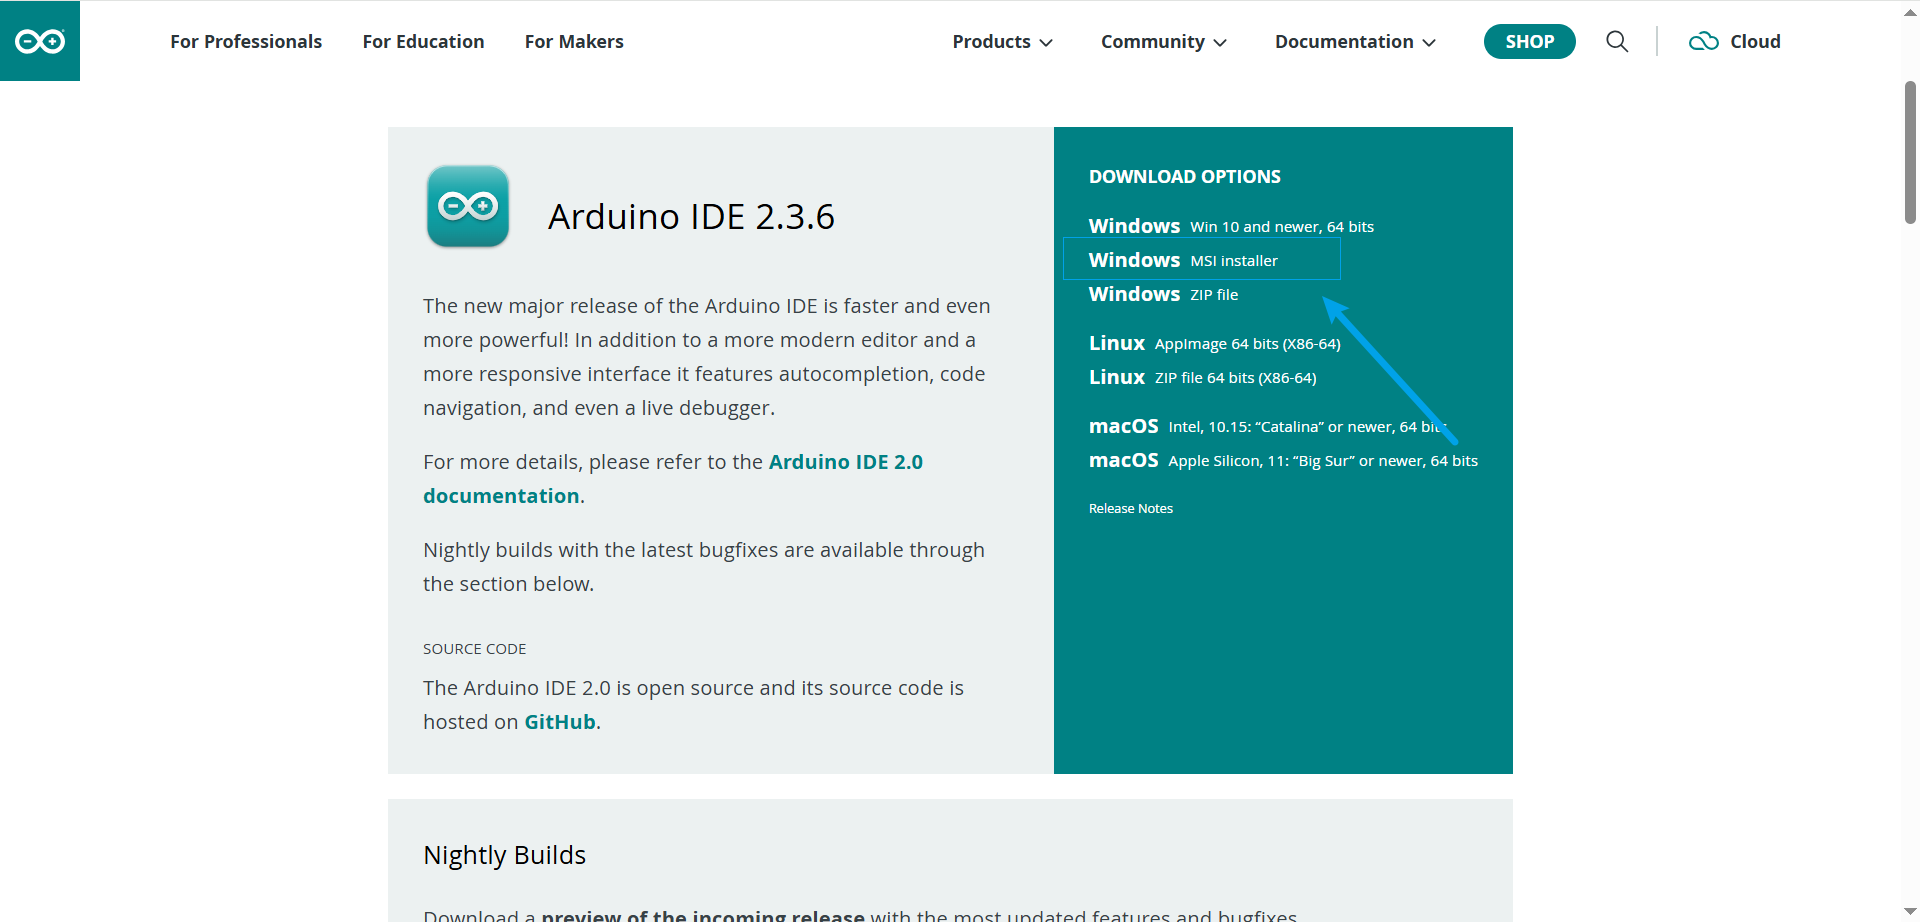 For Professionals For Education For Makers Products Community Documentation SHOP Cloud
Arduino IDE 2.3.6
The new major release of the Arduino IDE is faster and even
more powerful! In addition to a more modern editor and a
more responsive interface it features autocompletion, code
navigation, and even a live debugger.
For more details, please refer to the Arduino IDE 2.0
documentation.
Nightly builds with the latest bugfixes are available through
the section below.
SOURCE CODE
The Arduino IDE 2.0 is open source and its source code is
hosted on GitHub.
DOWNLOAD OPTIONS
Windows Win 10 and newer, 64 bits
Windows MSI installer
Windows ZIP file
Linux AppImage 64 bits (X86-64)
Linux ZIP file 64 bits (X86-64)
macOS Intel, 10.15: “Catalina” or newer, 64 bits
macOS Apple Silicon, 11: “Big Sur” or newer, 64 bits
Release Notes
Nightly Builds
Download a preview of the incoming release with the most updated features and bugfixes.